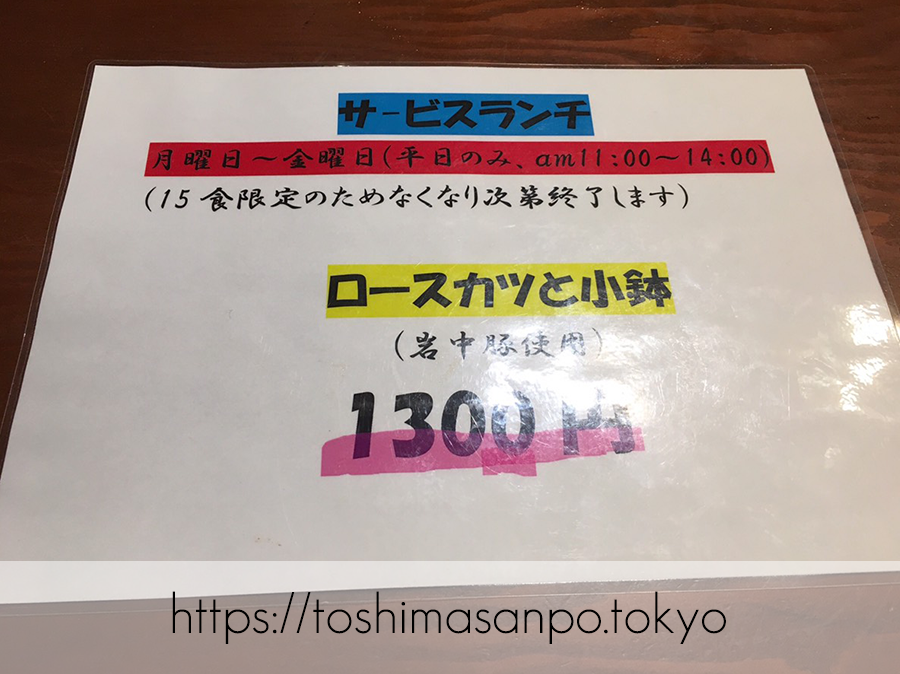 サービスランチ
月曜日～金曜日(平日のみ、am11:00～14:00)
(15食限定のためなくなり次第終了します)
ロースカツと小鉢
(岩中豚使用)
1300円
https://toshimasanpo.tokyo